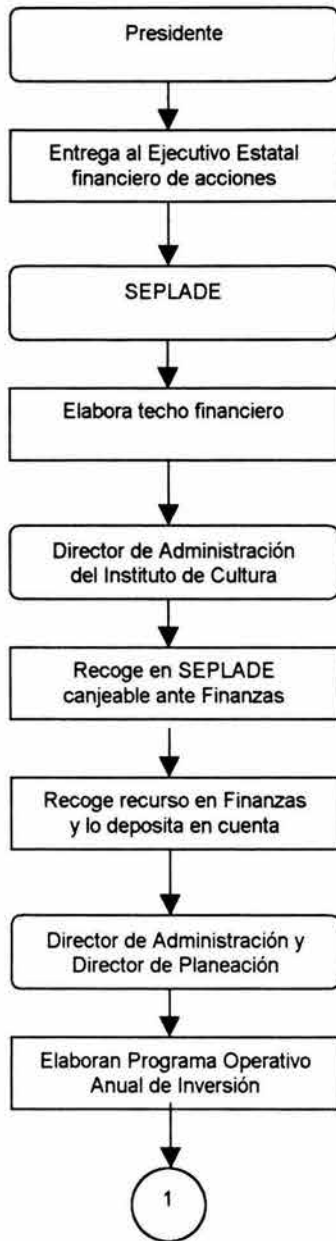 Presidente
Entrega al Ejecutivo Estatal
financiero de acciones
SEPLADE
Elabora techo financiero
Director de Administración
del Instituto de Cultura
Recoge en SEPLADE
canjeable ante Finanzas
Recoge recurso en Finanzas
y lo deposita en cuenta
Director de Administración y
Director de Planeación
Elaboran Programa Operativo
Anual de Inversión
1